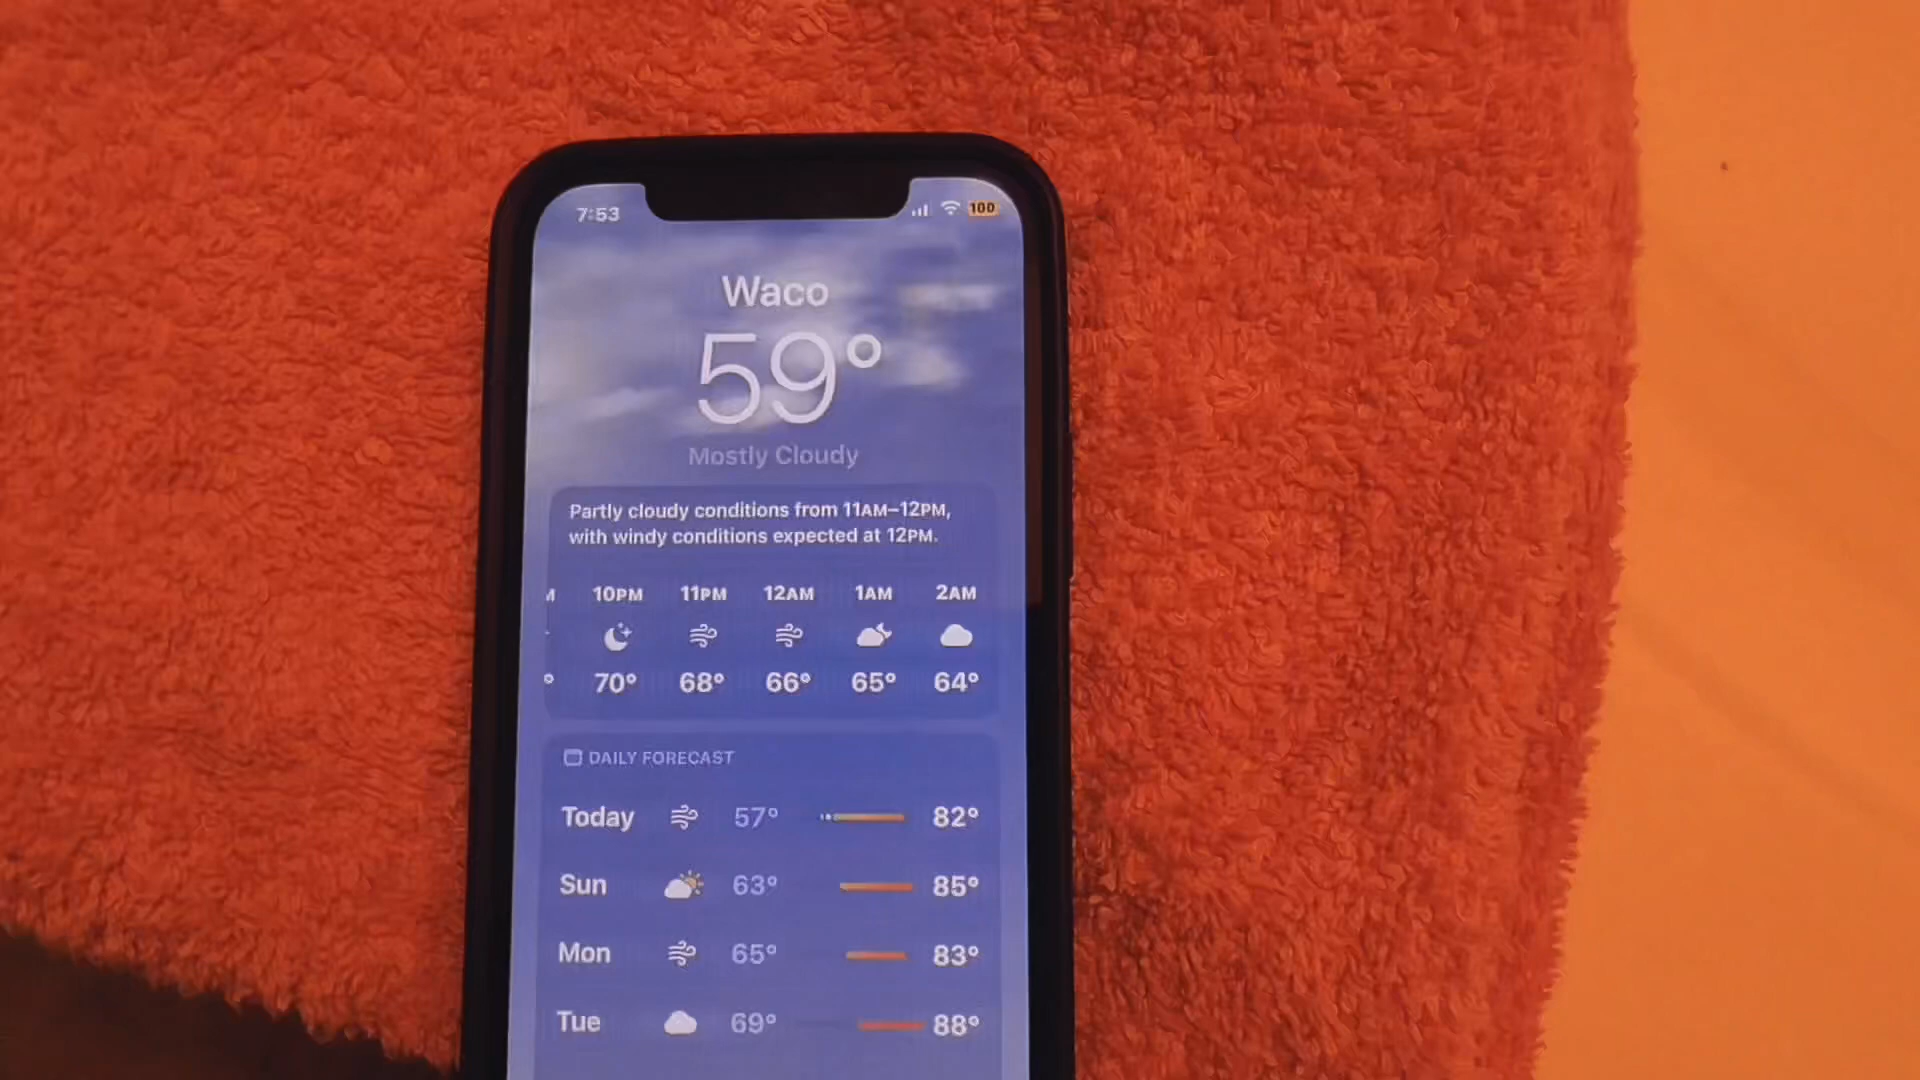 7:53 100
Waco
59°
Mostly Cloudy
Partly cloudy conditions from 11AM–12PM,
with windy conditions expected at 12PM.
M 10PM 11PM 12AM 1AM 2AM
° 70° 68° 66° 65° 64°
DAILY FORECAST
Today 57° 82°
Sun 63° 85°
Mon 65° 83°
Tue 69° 88°